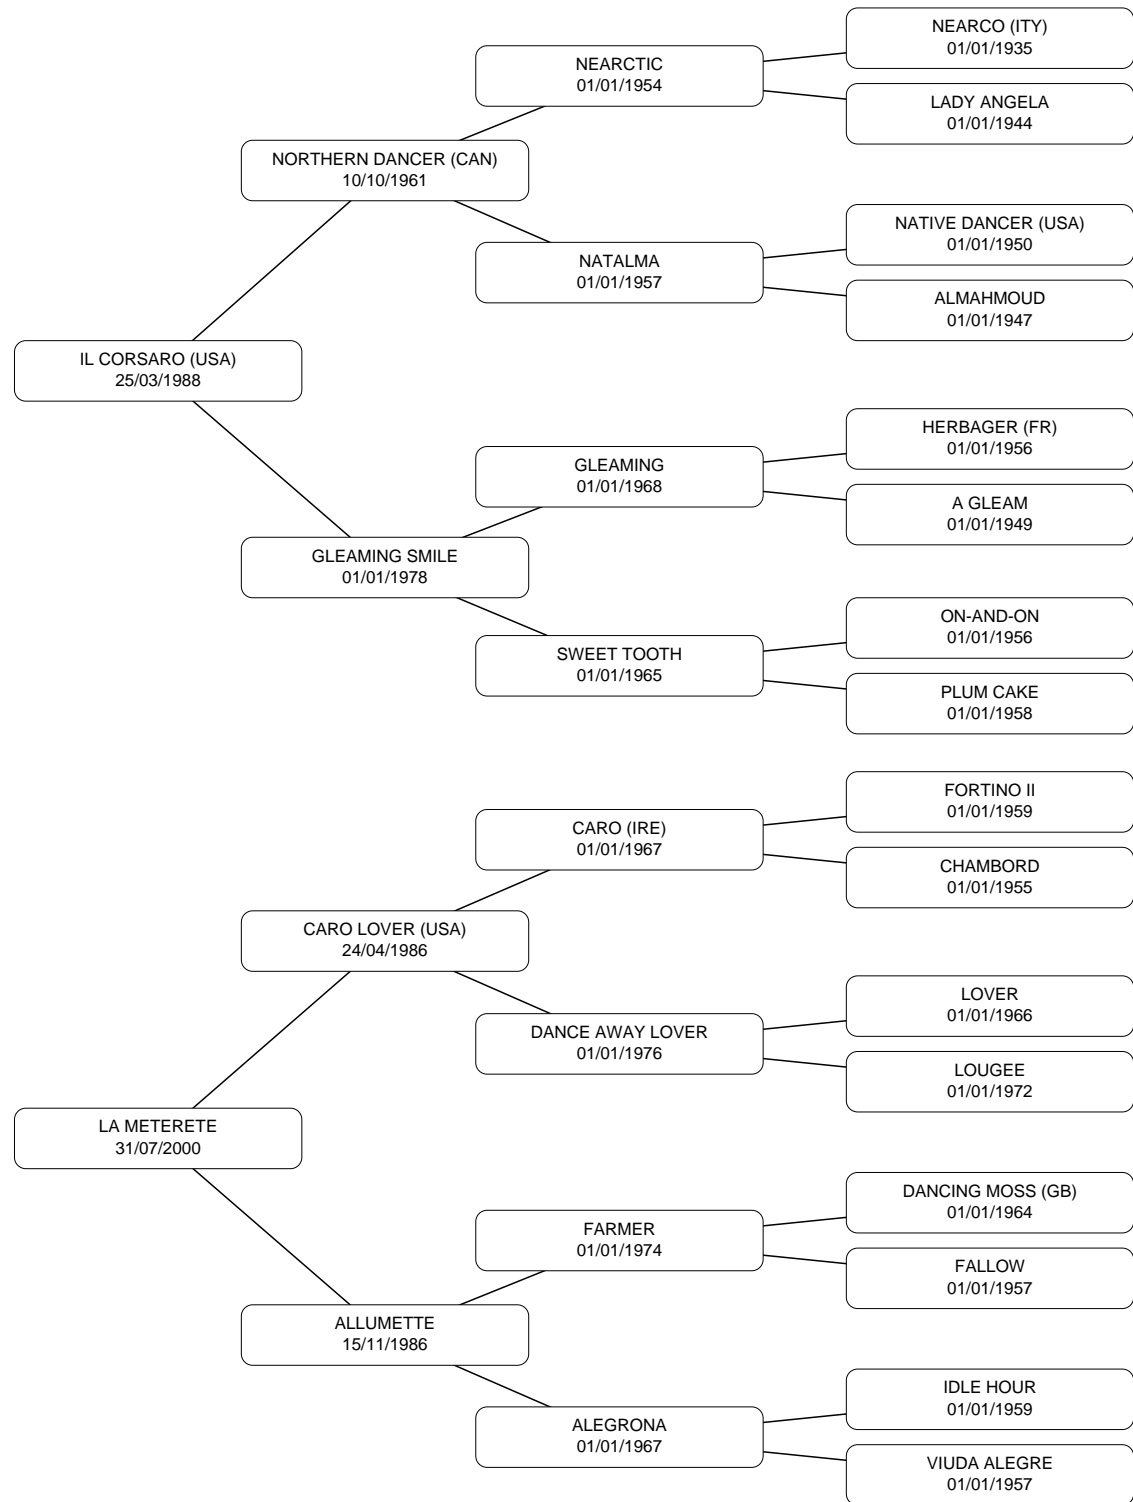 NEARCO (ITY)
01/01/1935
NEARCTIC
01/01/1954
LADY ANGELA
01/01/1944
NORTHERN DANCER (CAN)
10/10/1961
NATIVE DANCER (USA)
01/01/1950
NATALMA
01/01/1957
ALMAHMOUD
01/01/1947
IL CORSARO (USA)
25/03/1988
HERBAGER (FR)
01/01/1956
GLEAMING
01/01/1968
A GLEAM
01/01/1949
GLEAMING SMILE
01/01/1978
ON-AND-ON
01/01/1956
SWEET TOOTH
01/01/1965
PLUM CAKE
01/01/1958
FORTINO II
01/01/1959
CARO (IRE)
01/01/1967
CHAMBORD
01/01/1955
CARO LOVER (USA)
24/04/1986
LOVER
01/01/1966
DANCE AWAY LOVER
01/01/1976
LOUGEE
01/01/1972
LA METERETE
31/07/2000
DANCING MOSS (GB)
01/01/1964
FARMER
01/01/1974
FALLOW
01/01/1957
ALLUMETTE
15/11/1986
IDLE HOUR
01/01/1959
ALEGRONA
01/01/1967
VIUDA ALEGRE
01/01/1957